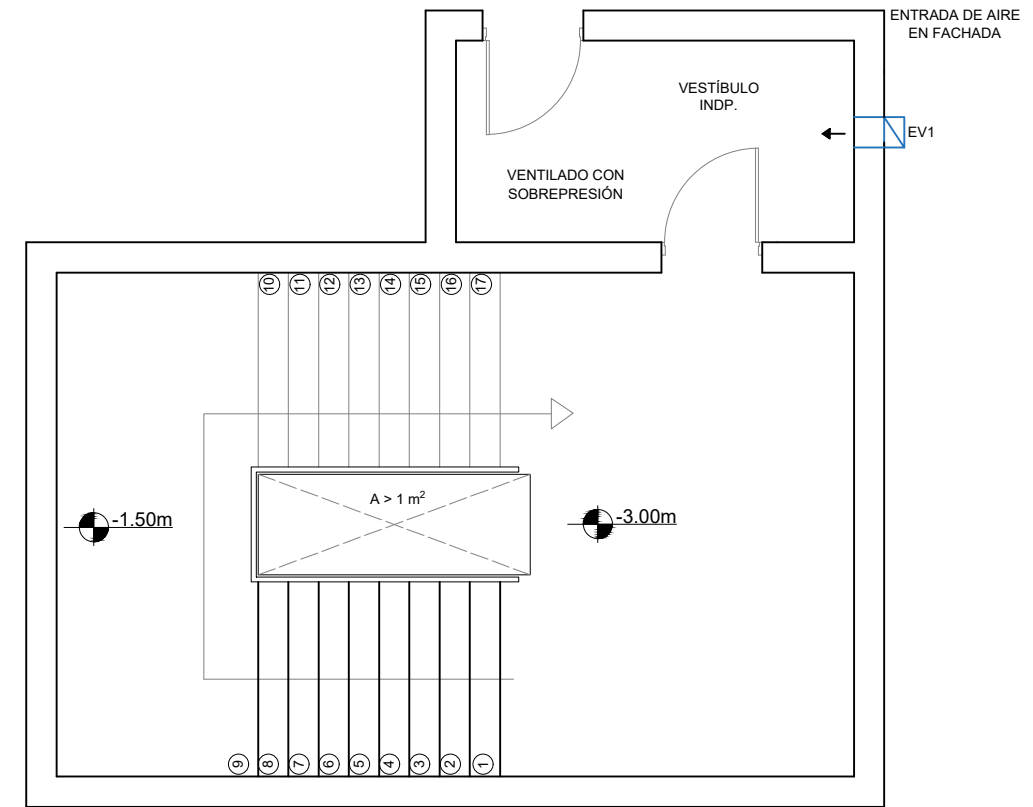 ENTRADA DE AIRE
EN FACHADA
VESTÍBULO
INDP.
EV1
VENTILADO CON
SOBREPRESIÓN
10 11 12 13 14 15 16 17
A > 1 m²
-1.50m
-3.00m
9 8 7 6 5 4 3 2 1